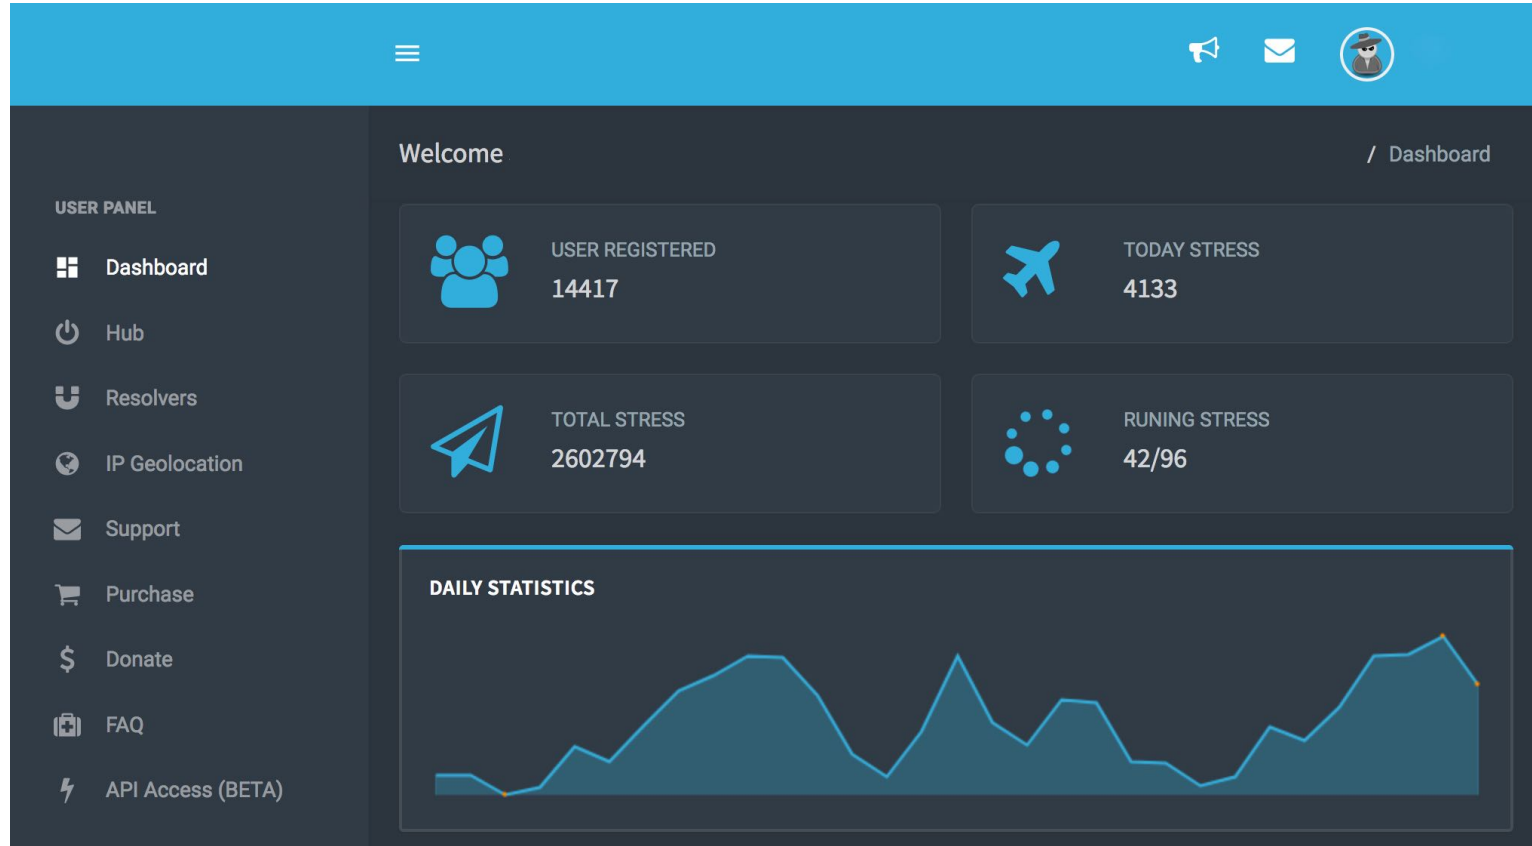 Welcome
/ Dashboard
USER PANEL
Dashboard
Hub
Resolvers
IP Geolocation
Support
Purchase
Donate
FAQ
API Access (BETA)
USER REGISTERED
14417
TODAY STRESS
4133
TOTAL STRESS
2602794
RUNING STRESS
42/96
DAILY STATISTICS